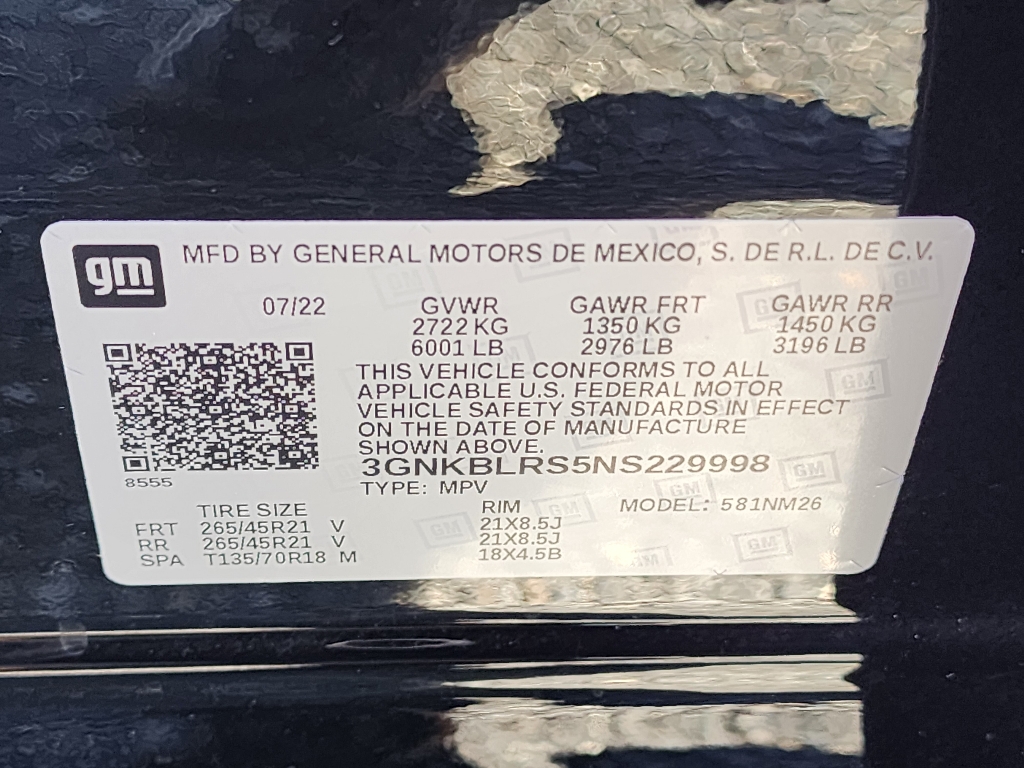 gm
MFD BY GENERAL MOTORS DE MEXICO, S. DE R.L. DE C.V.
07/22 GVWR GAWR FRT GAWR RR
2722 KG 1350 KG 1450 KG
6001 LB 2976 LB 3196 LB
THIS VEHICLE CONFORMS TO ALL
APPLICABLE U.S. FEDERAL MOTOR
VEHICLE SAFETY STANDARDS IN EFFECT
ON THE DATE OF MANUFACTURE
SHOWN ABOVE.
3GNKBLRS5NS229998
8555
TYPE: MPV
TIRE SIZE RIM MODEL: 581NM26
FRT 265/45R21 V 21X8.5J
RR 265/45R21 V 21X8.5J
SPA T135/70R18 M 18X4.5B